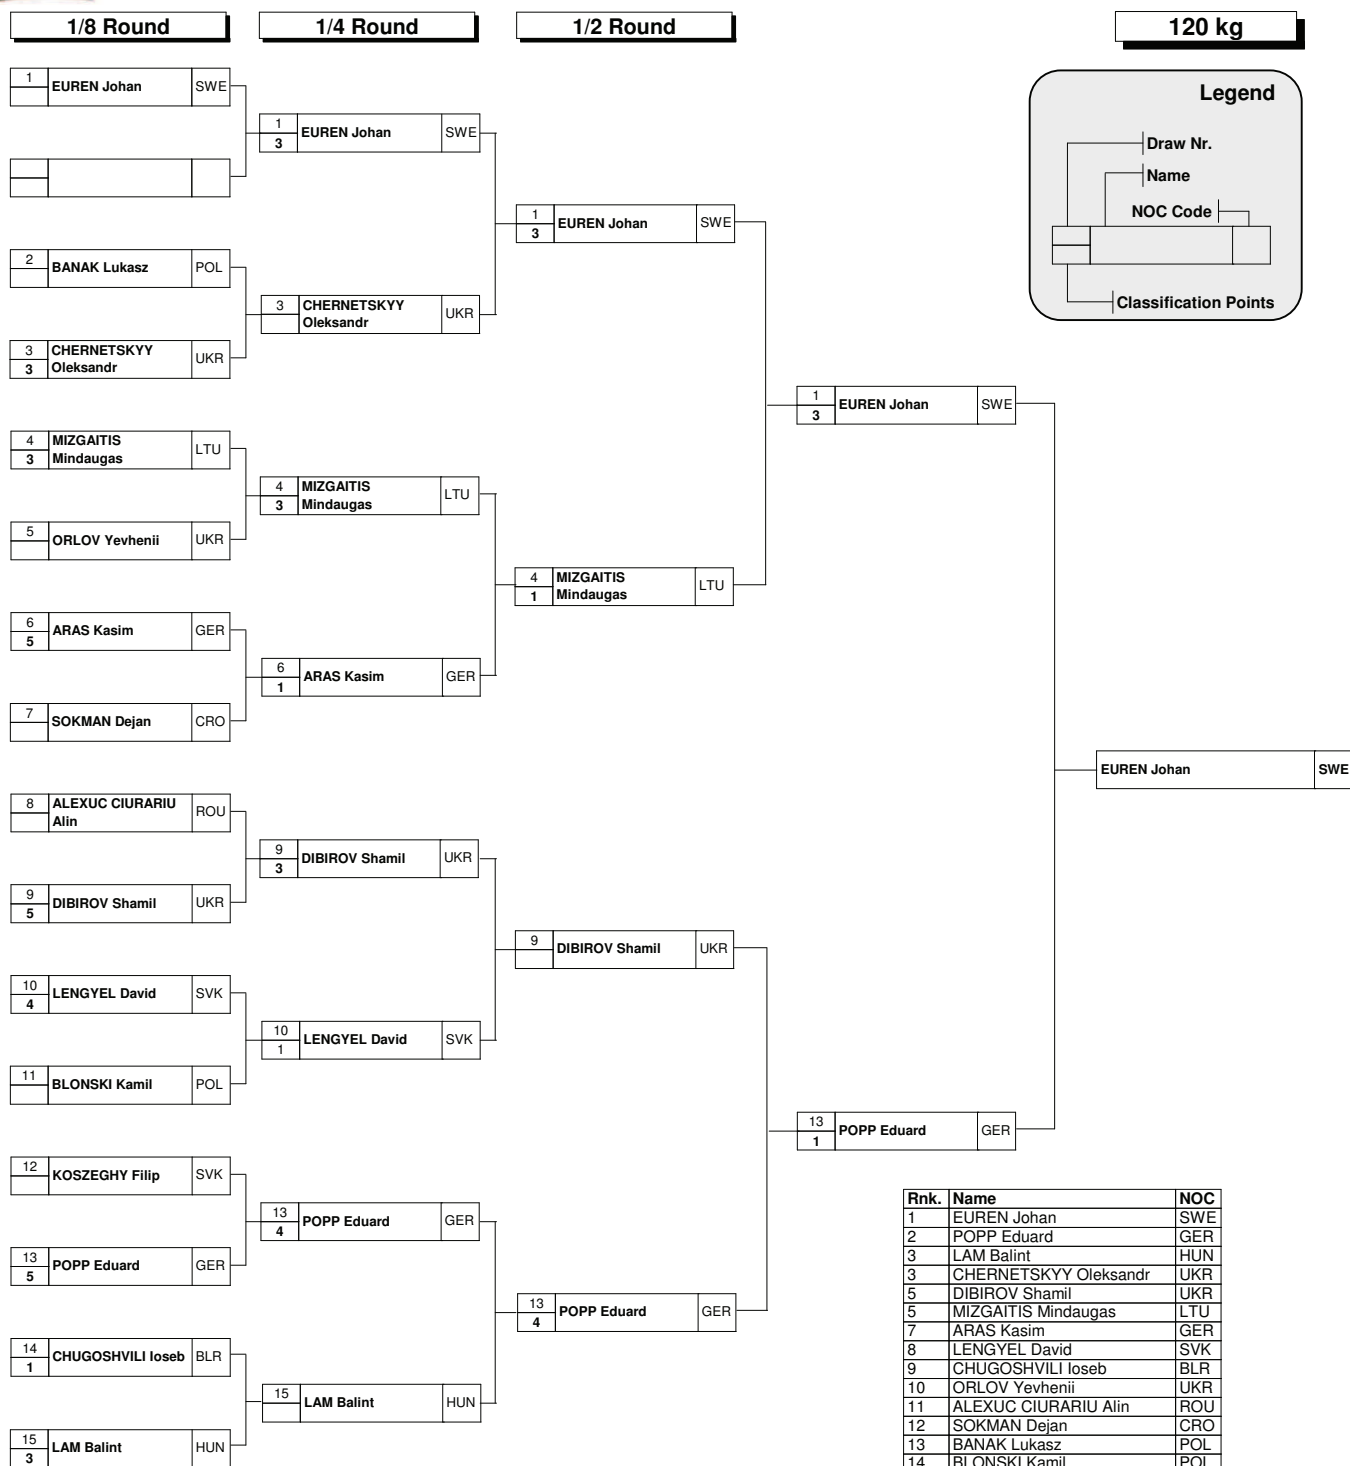 1/8 Round
1/4 Round
1/2 Round
120 kg
Legend
Draw Nr.
Name
NOC Code
Classification Points
1
EUREN Johan
SWE
2
BANAK Lukasz
POL
3
CHERNETSKYY
Oleksandr
UKR
3
4
MIZGAITIS
Mindaugas
LTU
3
5
ORLOV Yevhenii
UKR
6
ARAS Kasim
GER
5
7
SOKMAN Dejan
CRO
8
ALEXUC CIURARIU
Alin
ROU
9
DIBIROV Shamil
UKR
5
10
LENGYEL David
SVK
4
11
BLONSKI Kamil
POL
12
KOSZEGHY Filip
SVK
13
POPP Eduard
GER
5
14
CHUGOSHVILI Ioseb
BLR
1
15
LAM Balint
HUN
3
1
EUREN Johan
SWE
3
3
CHERNETSKYY
Oleksandr
UKR
4
MIZGAITIS
Mindaugas
LTU
3
6
ARAS Kasim
GER
1
9
DIBIROV Shamil
UKR
3
10
LENGYEL David
SVK
1
13
POPP Eduard
GER
4
15
LAM Balint
HUN
1
EUREN Johan
SWE
3
4
MIZGAITIS
Mindaugas
LTU
1
9
DIBIROV Shamil
UKR
13
POPP Eduard
GER
4
1
EUREN Johan
SWE
3
13
POPP Eduard
GER
1
EUREN Johan
SWE
Rnk. Name NOC
1 EUREN Johan SWE
2 POPP Eduard GER
3 LAM Balint HUN
3 CHERNETSKYY Oleksandr UKR
5 DIBIROV Shamil UKR
5 MIZGAITIS Mindaugas LTU
7 ARAS Kasim GER
8 LENGYEL David SVK
9 CHUGOSHVILI Ioseb BLR
10 ORLOV Yevhenii UKR
11 ALEXUC CIURARIU Alin ROU
12 SOKMAN Dejan CRO
13 BANAK Lukasz POL
14 BLONSKI Kamil POL